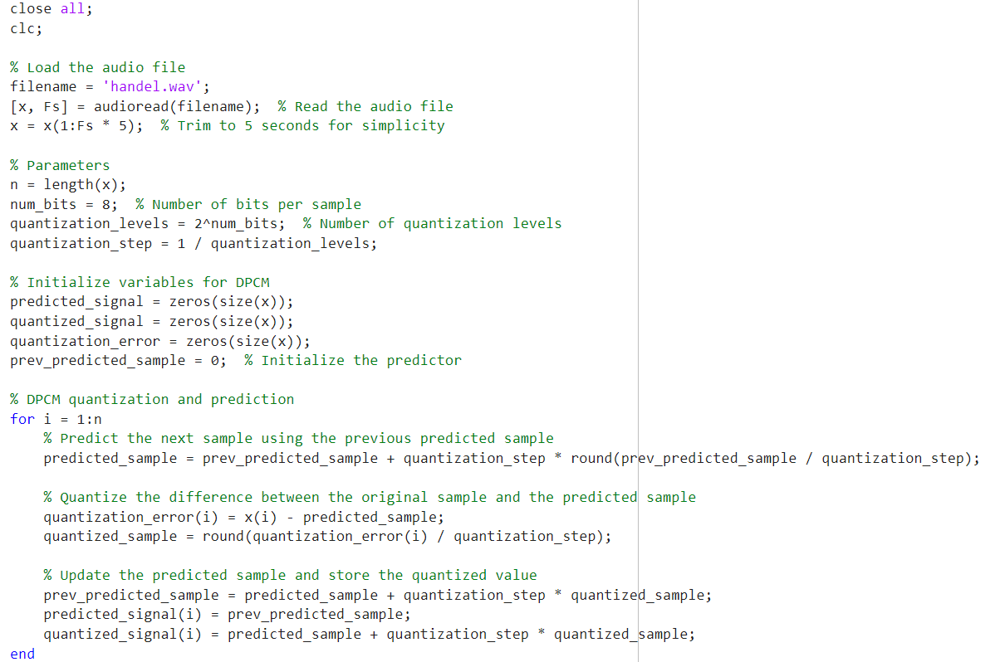 close all;
clc;

% Load the audio file
filename = 'handel.wav';
[x, Fs] = audioread(filename);  % Read the audio file
x = x(1:Fs * 5);  % Trim to 5 seconds for simplicity

% Parameters
n = length(x);
num_bits = 8;  % Number of bits per sample
quantization_levels = 2^num_bits;  % Number of quantization levels
quantization_step = 1 / quantization_levels;

% Initialize variables for DPCM
predicted_signal = zeros(size(x));
quantized_signal = zeros(size(x));
quantization_error = zeros(size(x));
prev_predicted_sample = 0;  % Initialize the predictor

% DPCM quantization and prediction
for i = 1:n
    % Predict the next sample using the previous predicted sample
    predicted_sample = prev_predicted_sample + quantization_step * round(prev_predicted_sample / quantization_step);

    % Quantize the difference between the original sample and the predicted sample
    quantization_error(i) = x(i) - predicted_sample;
    quantized_sample = round(quantization_error(i) / quantization_step);

    % Update the predicted sample and store the quantized value
    prev_predicted_sample = predicted_sample + quantization_step * quantized_sample;
    predicted_signal(i) = prev_predicted_sample;
    quantized_signal(i) = predicted_sample + quantization_step * quantized_sample;
end